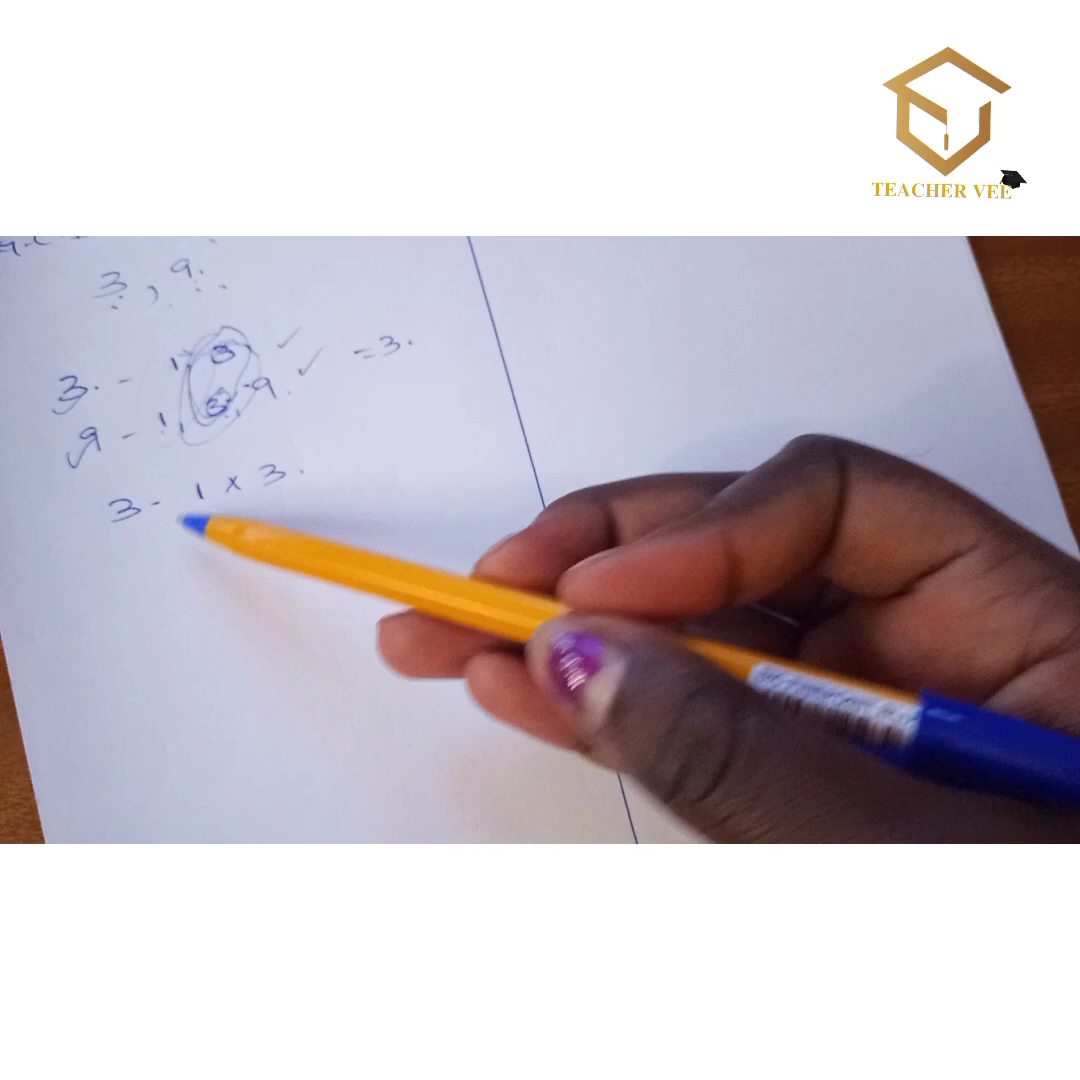 TEACHER VEE
3 , 9.
3. - 1, 3 ✓ = 3.
9 - 1, 3, 9. ✓
3 - 1 x 3.